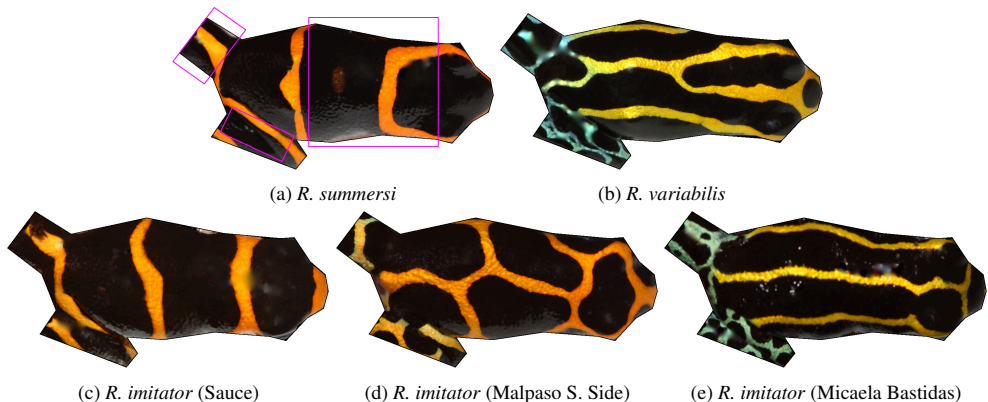 (a) R. summersi
(b) R. variabilis
(c) R. imitator (Sauce)
(d) R. imitator (Malpaso S. Side)
(e) R. imitator (Micaela Bastidas)